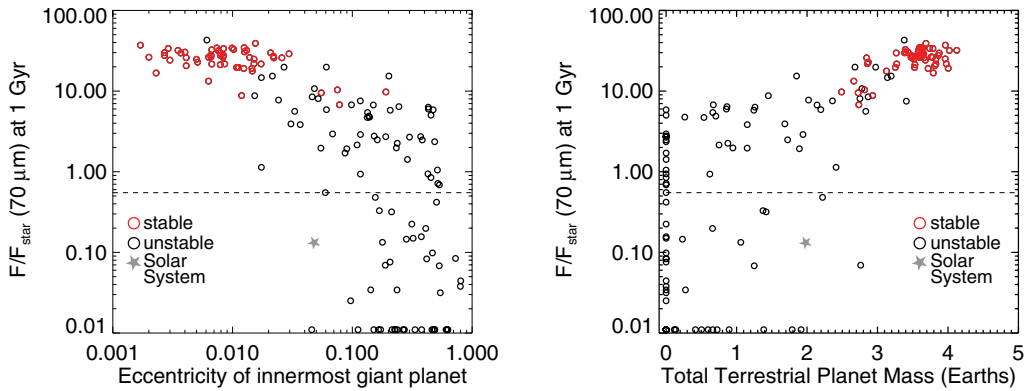 F/F_star (70 μm) at 1 Gyr
100.00
10.00
1.00
0.10
0.01
stable
unstable
Solar
System
0.001
0.010
0.100
1.000
Eccentricity of innermost giant planet
F/F_star (70 μm) at 1 Gyr
100.00
10.00
1.00
0.10
0.01
stable
unstable
Solar
System
0
1
2
3
4
5
Total Terrestrial Planet Mass (Earths)